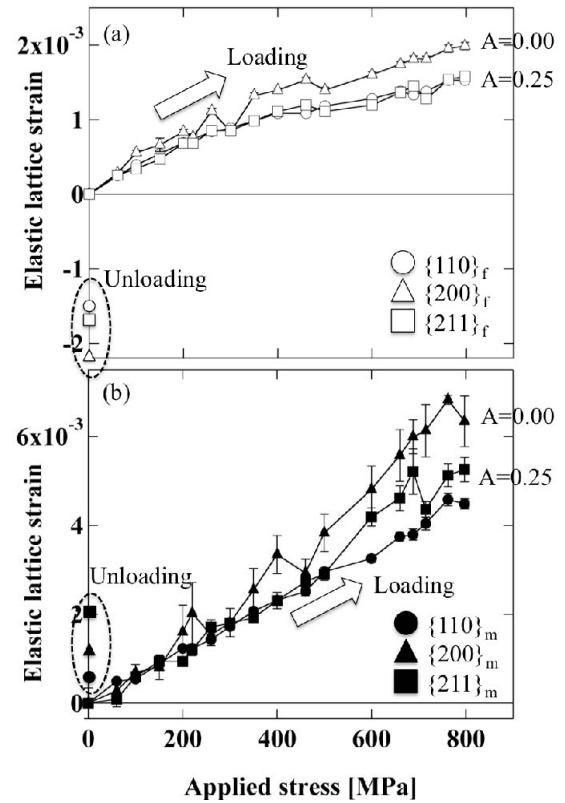 2x10⁻³
(a)
Loading
A=0.00
A=0.25
1
0
-1
-2
Elastic lattice strain
Unloading
{110}f
{200}f
{211}f
(b)
6x10⁻³
4
2
0
Elastic lattice strain
A=0.00
A=0.25
Unloading
Loading
{110}m
{200}m
{211}m
0 200 400 600 800
Applied stress [MPa]